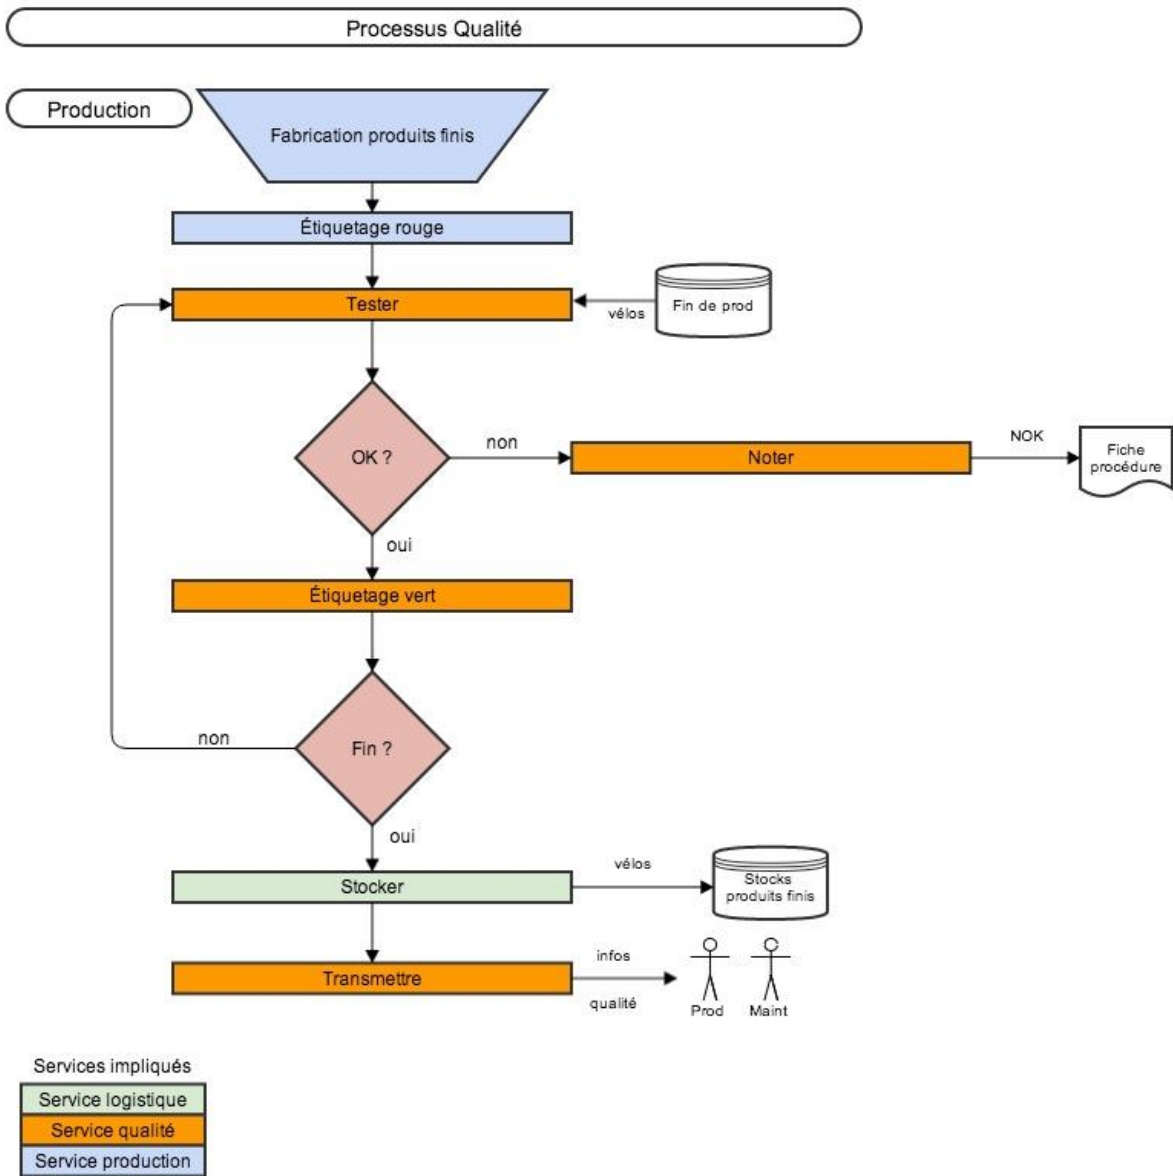 Processus Qualité
Production
Fabrication produits finis
Étiquetage rouge
Tester
vélos
Fin de prod
OK ?
non
Noter
NOK
Fiche
procédure
oui
Étiquetage vert
Fin ?
non
oui
Stocker
vélos
Stocks
produits finis
Transmettre
infos
qualité
Prod
Maint
Services impliqués
Service logistique
Service qualité
Service production